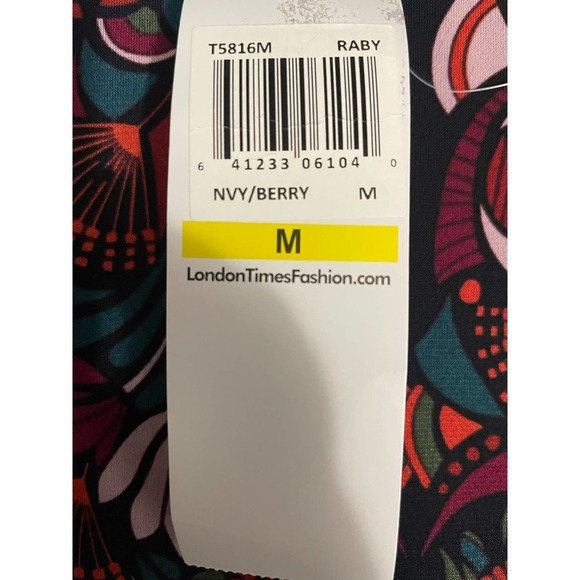 T5816M RABY
6 41233 06104 0
NVY/BERRY M
M
LondonTimesFashion.com